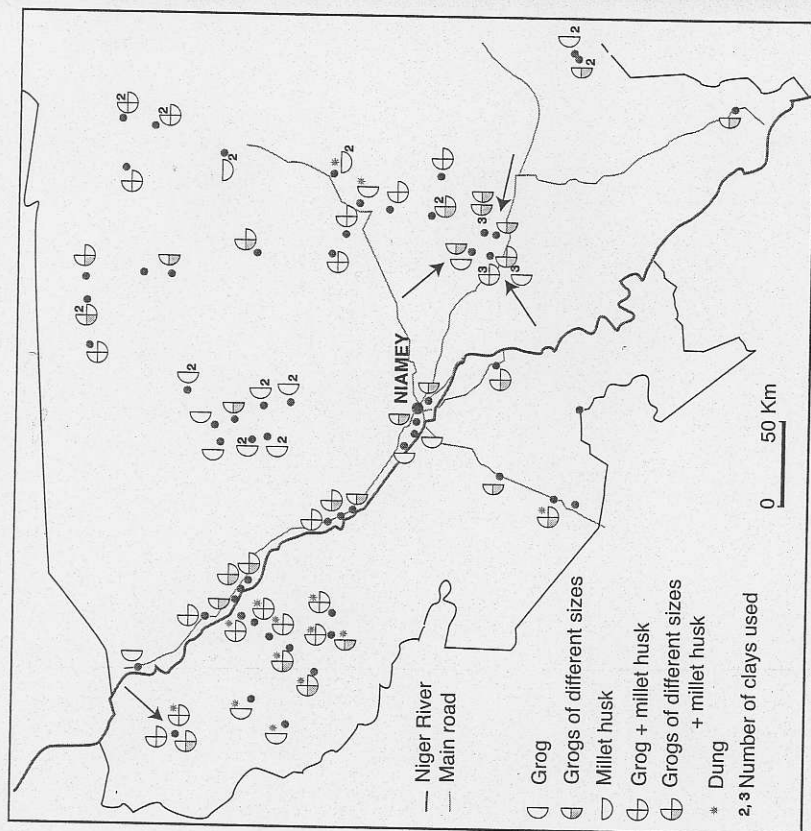 2
2
2
2
2
2
2
3
3
3
2
2
2
2
2
2
NIAMEY
0 50 Km
Niger River
Main road
Grog
Grogs of different sizes
Millet husk
Grog + millet husk
Grogs of different sizes
+ millet husk
Dung
2, 3 Number of clays used